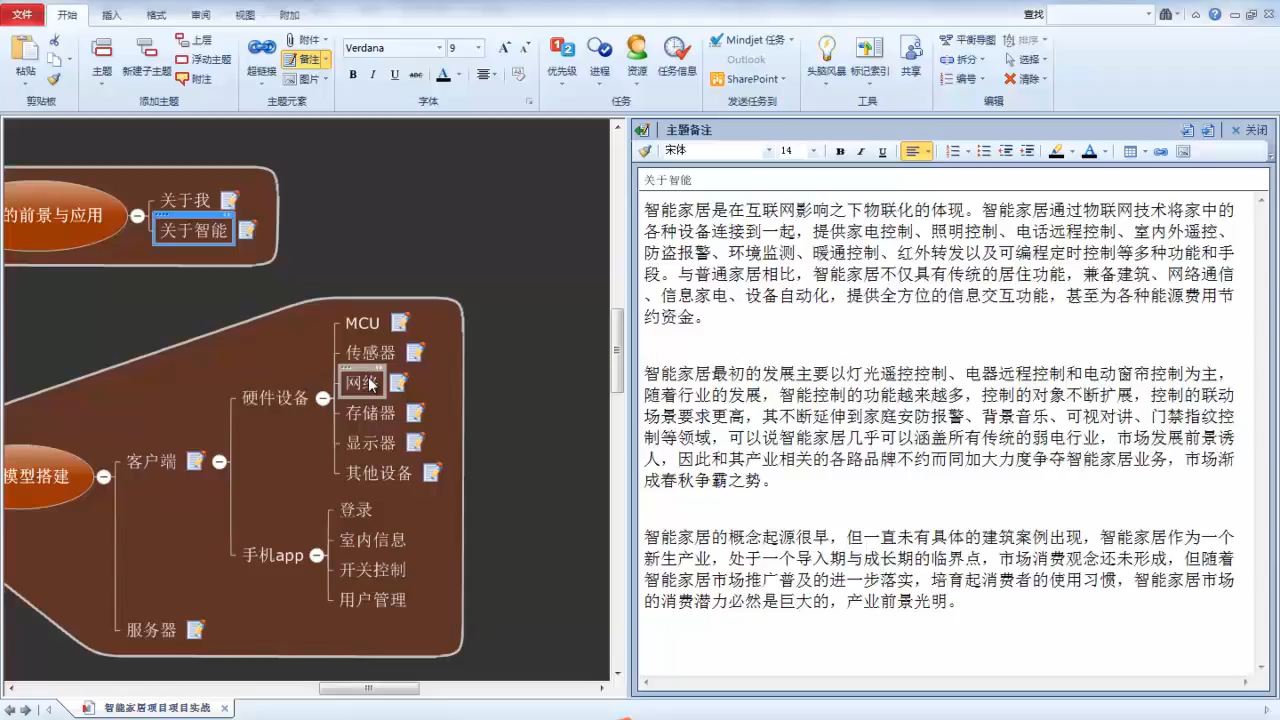 文件 开始 插入 格式 审阅 视图 附加 查找
粘贴
剪贴板
主题 新建子主题 上层
浮动主题
附注
添加主题
超链接 附件
备注
图片
主题元素
Verdana 9
B I U abc A
字体
优先级 进程 资源 任务信息
任务
Mindjet 任务
Outlook
SharePoint
发送任务到
头脑风暴 标记索引 共享
工具
平衡导图 排序
拆分 选择
编号 清除
编辑
的前景与应用
关于我
关于智能
模型搭建
客户端
服务器
硬件设备
MCU
传感器
网络
存储器
显示器
其他设备
手机app
登录
室内信息
开关控制
用户管理
主题备注 关闭
宋体 14 B I U A
关于智能
智能家居是在互联网影响之下物联化的体现。智能家居通过物联网技术将家中的
各种设备连接到一起，提供家电控制、照明控制、电话远程控制、室内外遥控、
防盗报警、环境监测、暖通控制、红外转发以及可编程定时控制等多种功能和手
段。与普通家居相比，智能家居不仅具有传统的居住功能，兼备建筑、网络通信
、信息家电、设备自动化，提供全方位的信息交互功能，甚至为各种能源费用节
约资金。
智能家居最初的发展主要以灯光遥控控制、电器远程控制和电动窗帘控制为主，
随着行业的发展，智能控制的功能越来越多，控制的对象不断扩展，控制的联动
场景要求更高，其不断延伸到家庭安防报警、背景音乐、可视对讲、门禁指纹控
制等领域，可以说智能家居几乎可以涵盖所有传统的弱电行业，市场发展前景诱
人，因此和其产业相关的各路品牌不约而同加大力度争夺智能家居业务，市场渐
成春秋争霸之势。
智能家居的概念起源很早，但一直未有具体的建筑案例出现，智能家居作为一个
新生产业，处于一个导入期与成长期的临界点，市场消费观念还未形成，但随着
智能家居市场推广普及的进一步落实，培育起消费者的使用习惯，智能家居市场
的消费潜力必然是巨大的，产业前景光明。
智能家居项目项目实战